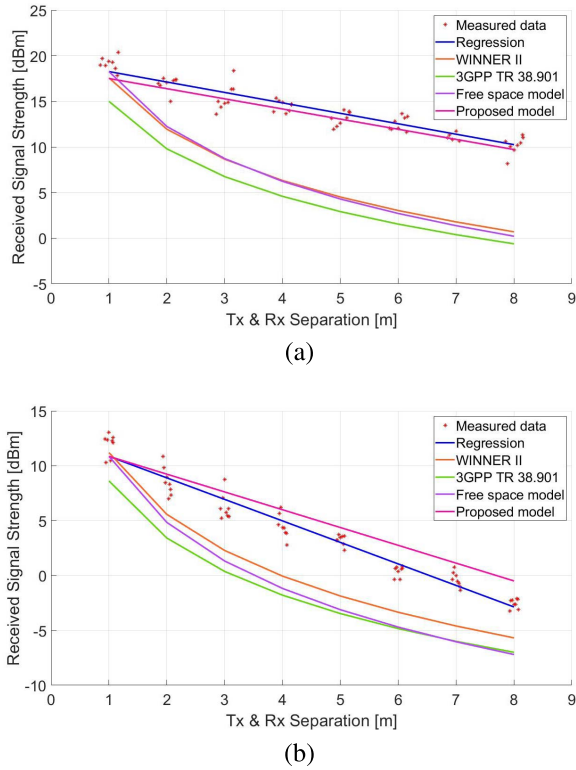 25
20
15
10
5
0
-5
Received Signal Strength [dBm]
Measured data
Regression
WINNER II
3GPP TR 38.901
Free space model
Proposed model
0 1 2 3 4 5 6 7 8 9
Tx & Rx Separation [m]
(a)
15
10
5
0
-5
-10
Received Signal Strength [dBm]
Measured data
Regression
WINNER II
3GPP TR 38.901
Free space model
Proposed model
0 1 2 3 4 5 6 7 8 9
Tx & Rx Separation [m]
(b)